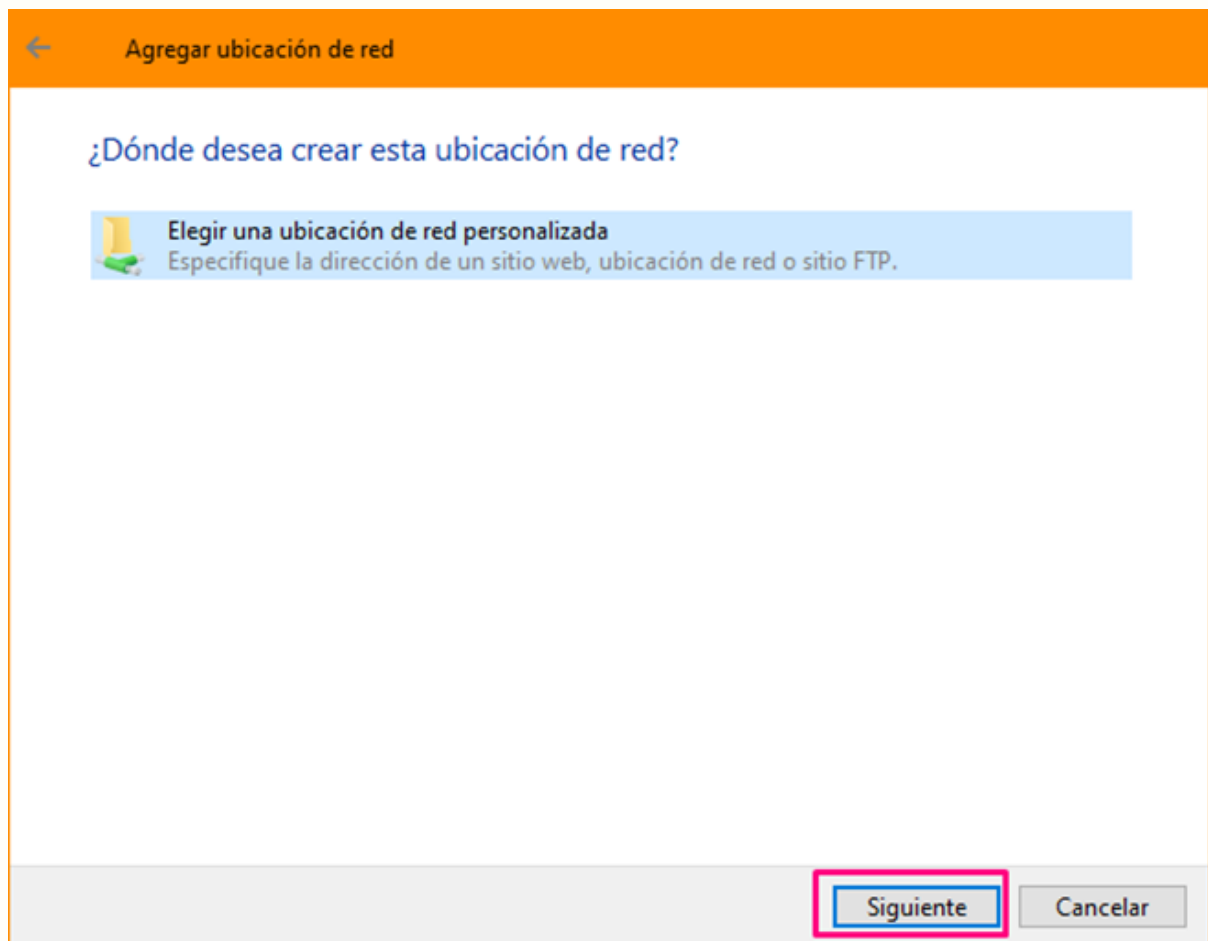 Agregar ubicación de red
¿Dónde desea crear esta ubicación de red?
Elegir una ubicación de red personalizada
Especifique la dirección de un sitio web, ubicación de red o sitio FTP.
Siguiente
Cancelar